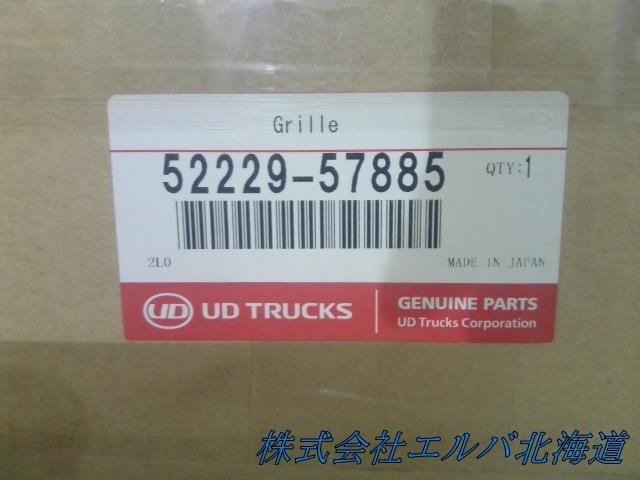 Grille
52229-57885
QTY:1
2L0
MADE IN JAPAN
UD UD TRUCKS
GENUINE PARTS
UD Trucks Corporation
株式会社エルバ北海道